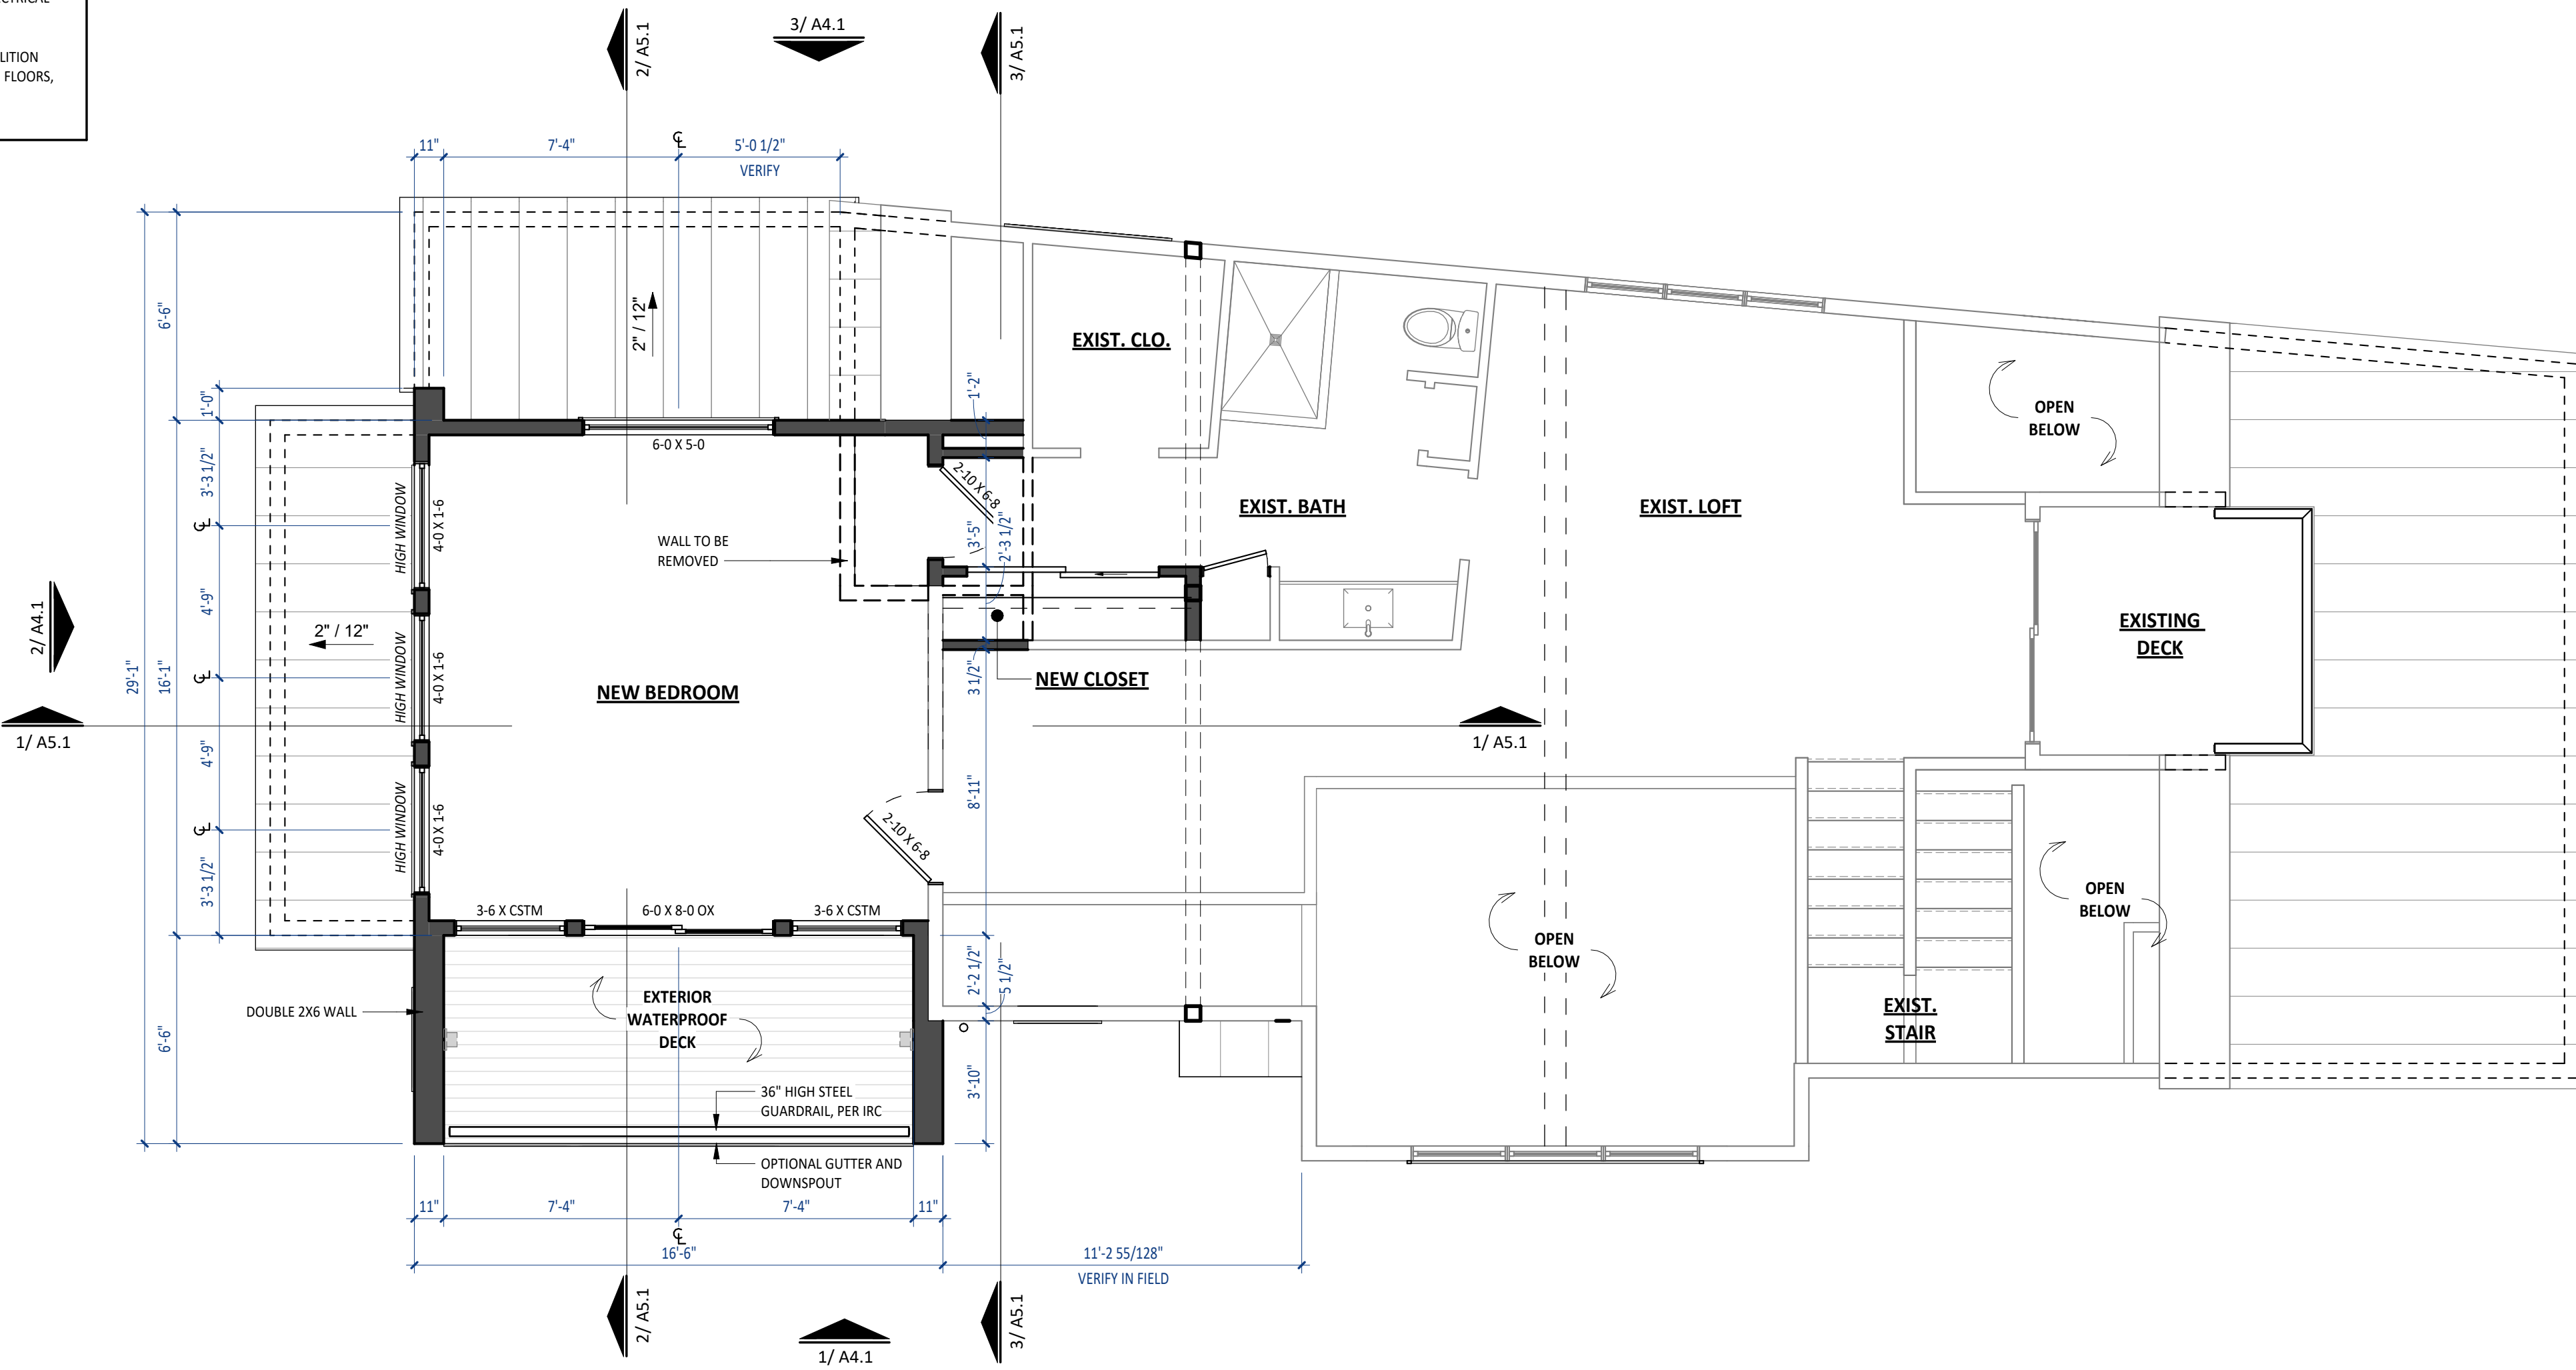 LITION
FLOORS,
2/ A5.1
3/ A4.1
3/ A5.1
11"
7'-4"
℄
5'-0 1/2"
VERIFY
29'-1"
6'-6"
16'-1"
6'-6"
1'-0"
3'-3 1/2"
℄
4'-9"
℄
4'-9"
℄
3'-3 1/2"
2" / 12"
2" / 12"
6-0 X 5-0
HIGH WINDOW
4-0 X 1-6
HIGH WINDOW
4-0 X 1-6
HIGH WINDOW
4-0 X 1-6
WALL TO BE
REMOVED
NEW BEDROOM
2-10 X 6-8
2-10 X 6-8
1'-2"
3'-5"
2'-3 1/2"
3 1/2"
8'-11"
2'-2 1/2"
5 1/2"
3'-10"
EXIST. CLO.
EXIST. BATH
EXIST. LOFT
NEW CLOSET
OPEN
BELOW
EXISTING
DECK
OPEN
BELOW
OPEN
BELOW
EXIST.
STAIR
2/ A4.1
1/ A5.1
1/ A5.1
3-6 X CSTM
6-0 X 8-0 OX
3-6 X CSTM
DOUBLE 2X6 WALL
EXTERIOR
WATERPROOF
DECK
36" HIGH STEEL
GUARDRAIL, PER IRC
OPTIONAL GUTTER AND
DOWNSPOUT
11"
7'-4"
7'-4"
11"
℄
16'-6"
11'-2 55/128"
VERIFY IN FIELD
2/ A5.1
1/ A4.1
3/ A5.1